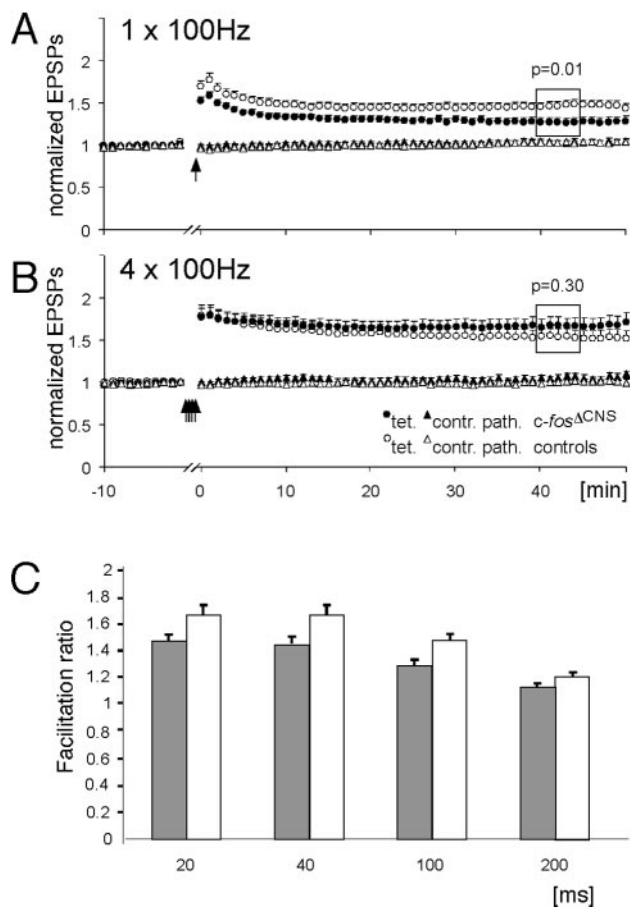 A
1 x 100Hz
normalized EPSPs
2
1.5
1
0.5
0
p=0.01
B
4 x 100Hz
normalized EPSPs
2
1.5
1
0.5
0
p=0.30
●tet. ▲contr. path. c-fosΔCNS
○tet. △contr. path. controls
-10 0 10 20 30 40 [min]
C
Facilitation ratio
2
1.8
1.6
1.4
1.2
1
0.8
0.6
0.4
0.2
0
20 40 100 200
[ms]